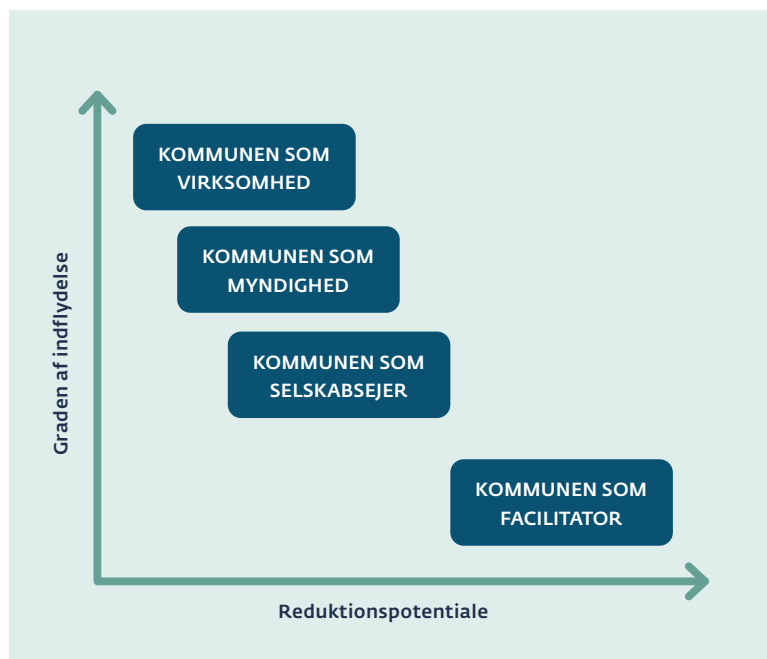 KOMMUNEN SOM
VIRKSOMHED
KOMMUNEN SOM
MYNDIGHED
KOMMUNEN SOM
SELSKABSEJER
KOMMUNEN SOM
FACILITATOR
Graden af indflydelse
Reduktionspotentiale